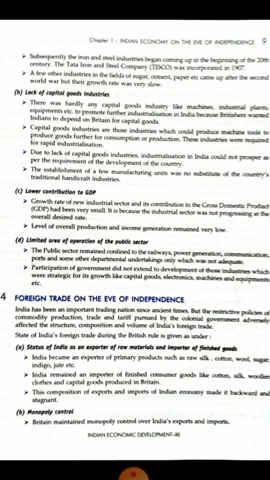 Chapter 1 : INDIAN ECONOMY ON THE EVE OF INDEPENDENCE 9
➤ Subsequently the iron and steel industries began coming up in the beginning of the 20th
century. The Tata Iron and Steel Company (TISCO) was incorporated in 1907.
➤ A few other industries in the fields of sugar, cement, paper etc came up after the second
world war but their growth rate was very slow.
(b) Lack of capital goods industries
➤ There was hardly any capital goods industry like machines, industrial plants,
equipments etc. to promote further industrialisation in India because Britishers wanted
Indians to depend on Britain for capital goods.
➤ Capital goods industries are those industries which could produce machine tools to
produce goods further for consumption or production. These industries were required
for rapid industrialisation.
➤ Due to lack of capital goods industries, industrialisation in India could not prosper as
per the requirement of the development of the country.
➤ The establishment of a few manufacturing units was no substitute of the country's
traditional handicraft industries.
(c) Lower contribution to GDP
➤ Growth rate of new industrial sector and its contribution to the Gross Domestic Product
(GDP) had been very small. It is because the industrial sector was not progressing at the
overall desired rate.
➤ Level of overall production and income generation remained very low.
(d) Limited area of operation of the public sector
➤ The Public sector remained confined to the railways, power generation, communication,
ports and some other departmental undertakings only which was not adequate.
➤ Participation of government did not extend to development of those industries which
were strategic for its growth like capital goods, electronics, machines and equipments
etc.
4 FOREIGN TRADE ON THE EVE OF INDEPENDENCE
India has been an important trading nation since ancient times. But the restrictive policies of
commodity production, trade and tariff pursued by the colonial government adversely
affected the structure, composition and volume of India's foreign trade.
State of India's foreign trade during the British rule is given as under :
(a) Status of India as an exporter of raw materials and importer of finished goods
➤ India became an exporter of primary products such as raw silk, cotton, wool, sugar,
indigo, jute etc.
➤ India remained an importer of finished consumer goods like cotton, silk, woollen
clothes and capital goods produced in Britain.
➤ This composition of exports and imports of Indian economy made it backward and
stagnant.
(b) Monopoly control
➤ Britain maintained monopoly control over India's exports and imports.
INDIAN ECONOMIC DEVELOPMENT–XII